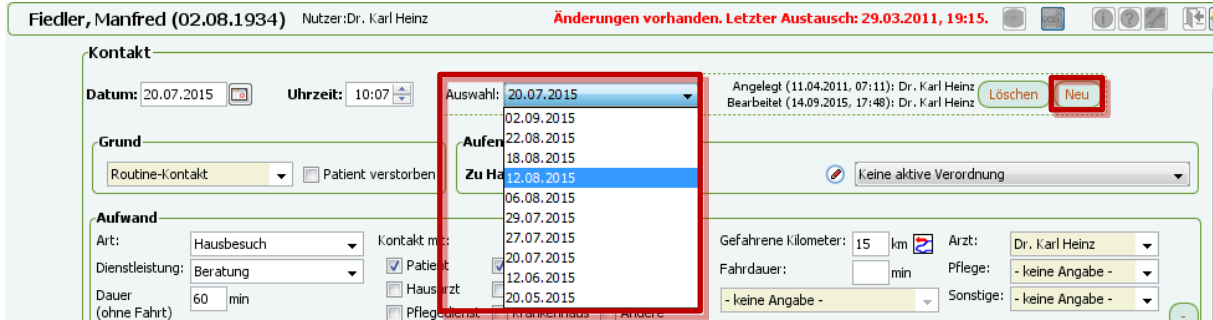 Fiedler, Manfred (02.08.1934) Nutzer:Dr. Karl Heinz Änderungen vorhanden. Letzter Austausch: 29.03.2011, 19:15.
Kontakt
Datum: 20.07.2015 Uhrzeit: 10:07 Auswahl: 20.07.2015
Angelegt (11.04.2011, 07:11): Dr. Karl Heinz
Bearbeitet (14.09.2015, 17:48): Dr. Karl Heinz
Löschen Neu
02.09.2015
22.08.2015
18.08.2015
12.08.2015
06.08.2015
29.07.2015
27.07.2015
20.07.2015
12.06.2015
20.05.2015
Grund
Routine-Kontakt Patient verstorben
Aufen
Zu Ha
Keine aktive Verordnung
Aufwand
Art: Hausbesuch Kontakt mit: Gefahrene Kilometer: 15 km Arzt: Dr. Karl Heinz
Dienstleistung: Beratung Patient Fahrdauer: min Pflege: - keine Angabe -
Dauer 60 min Hausarzt - keine Angabe - Sonstige: - keine Angabe -
(ohne Fahrt) Pflegedienst Krankenhaus Andere